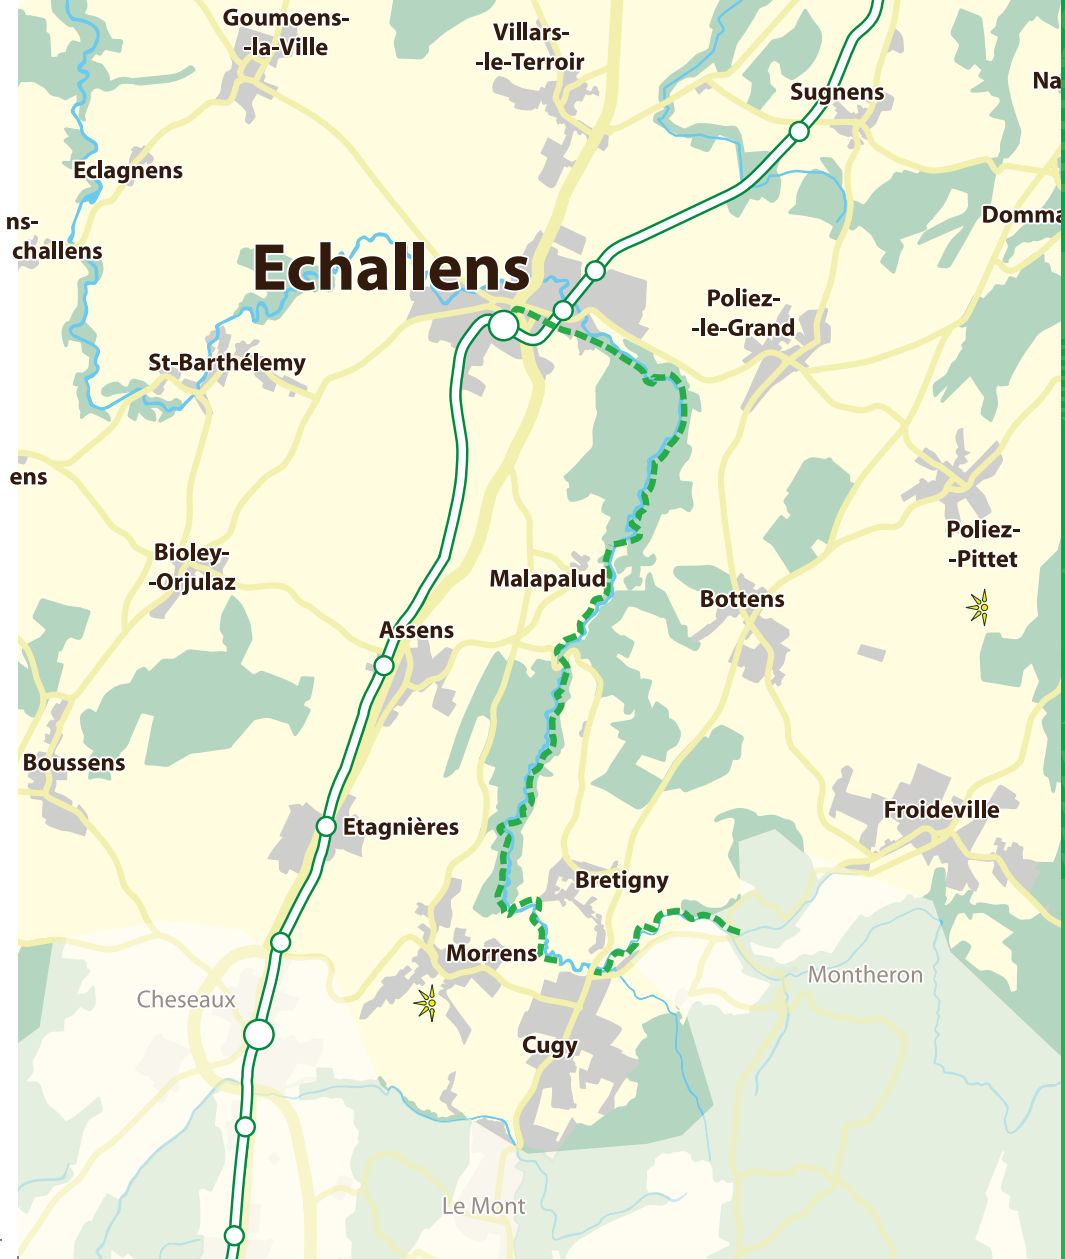 Goumoens-
-la-Ville
Villars-
-le-Terroir
Sugnens
Na
Eclagnens
ns-
challens
Domma
Echallens
Poliez-
-le-Grand
St-Barthélemy
ens
Poliez-
-Pittet
Bioley-
-Orjulaz
Malapalud
Bottens
Assens
Boussens
Froideville
Etagnières
Bretigny
Morrens
Montheron
Cheseaux
Cugy
Le Mont